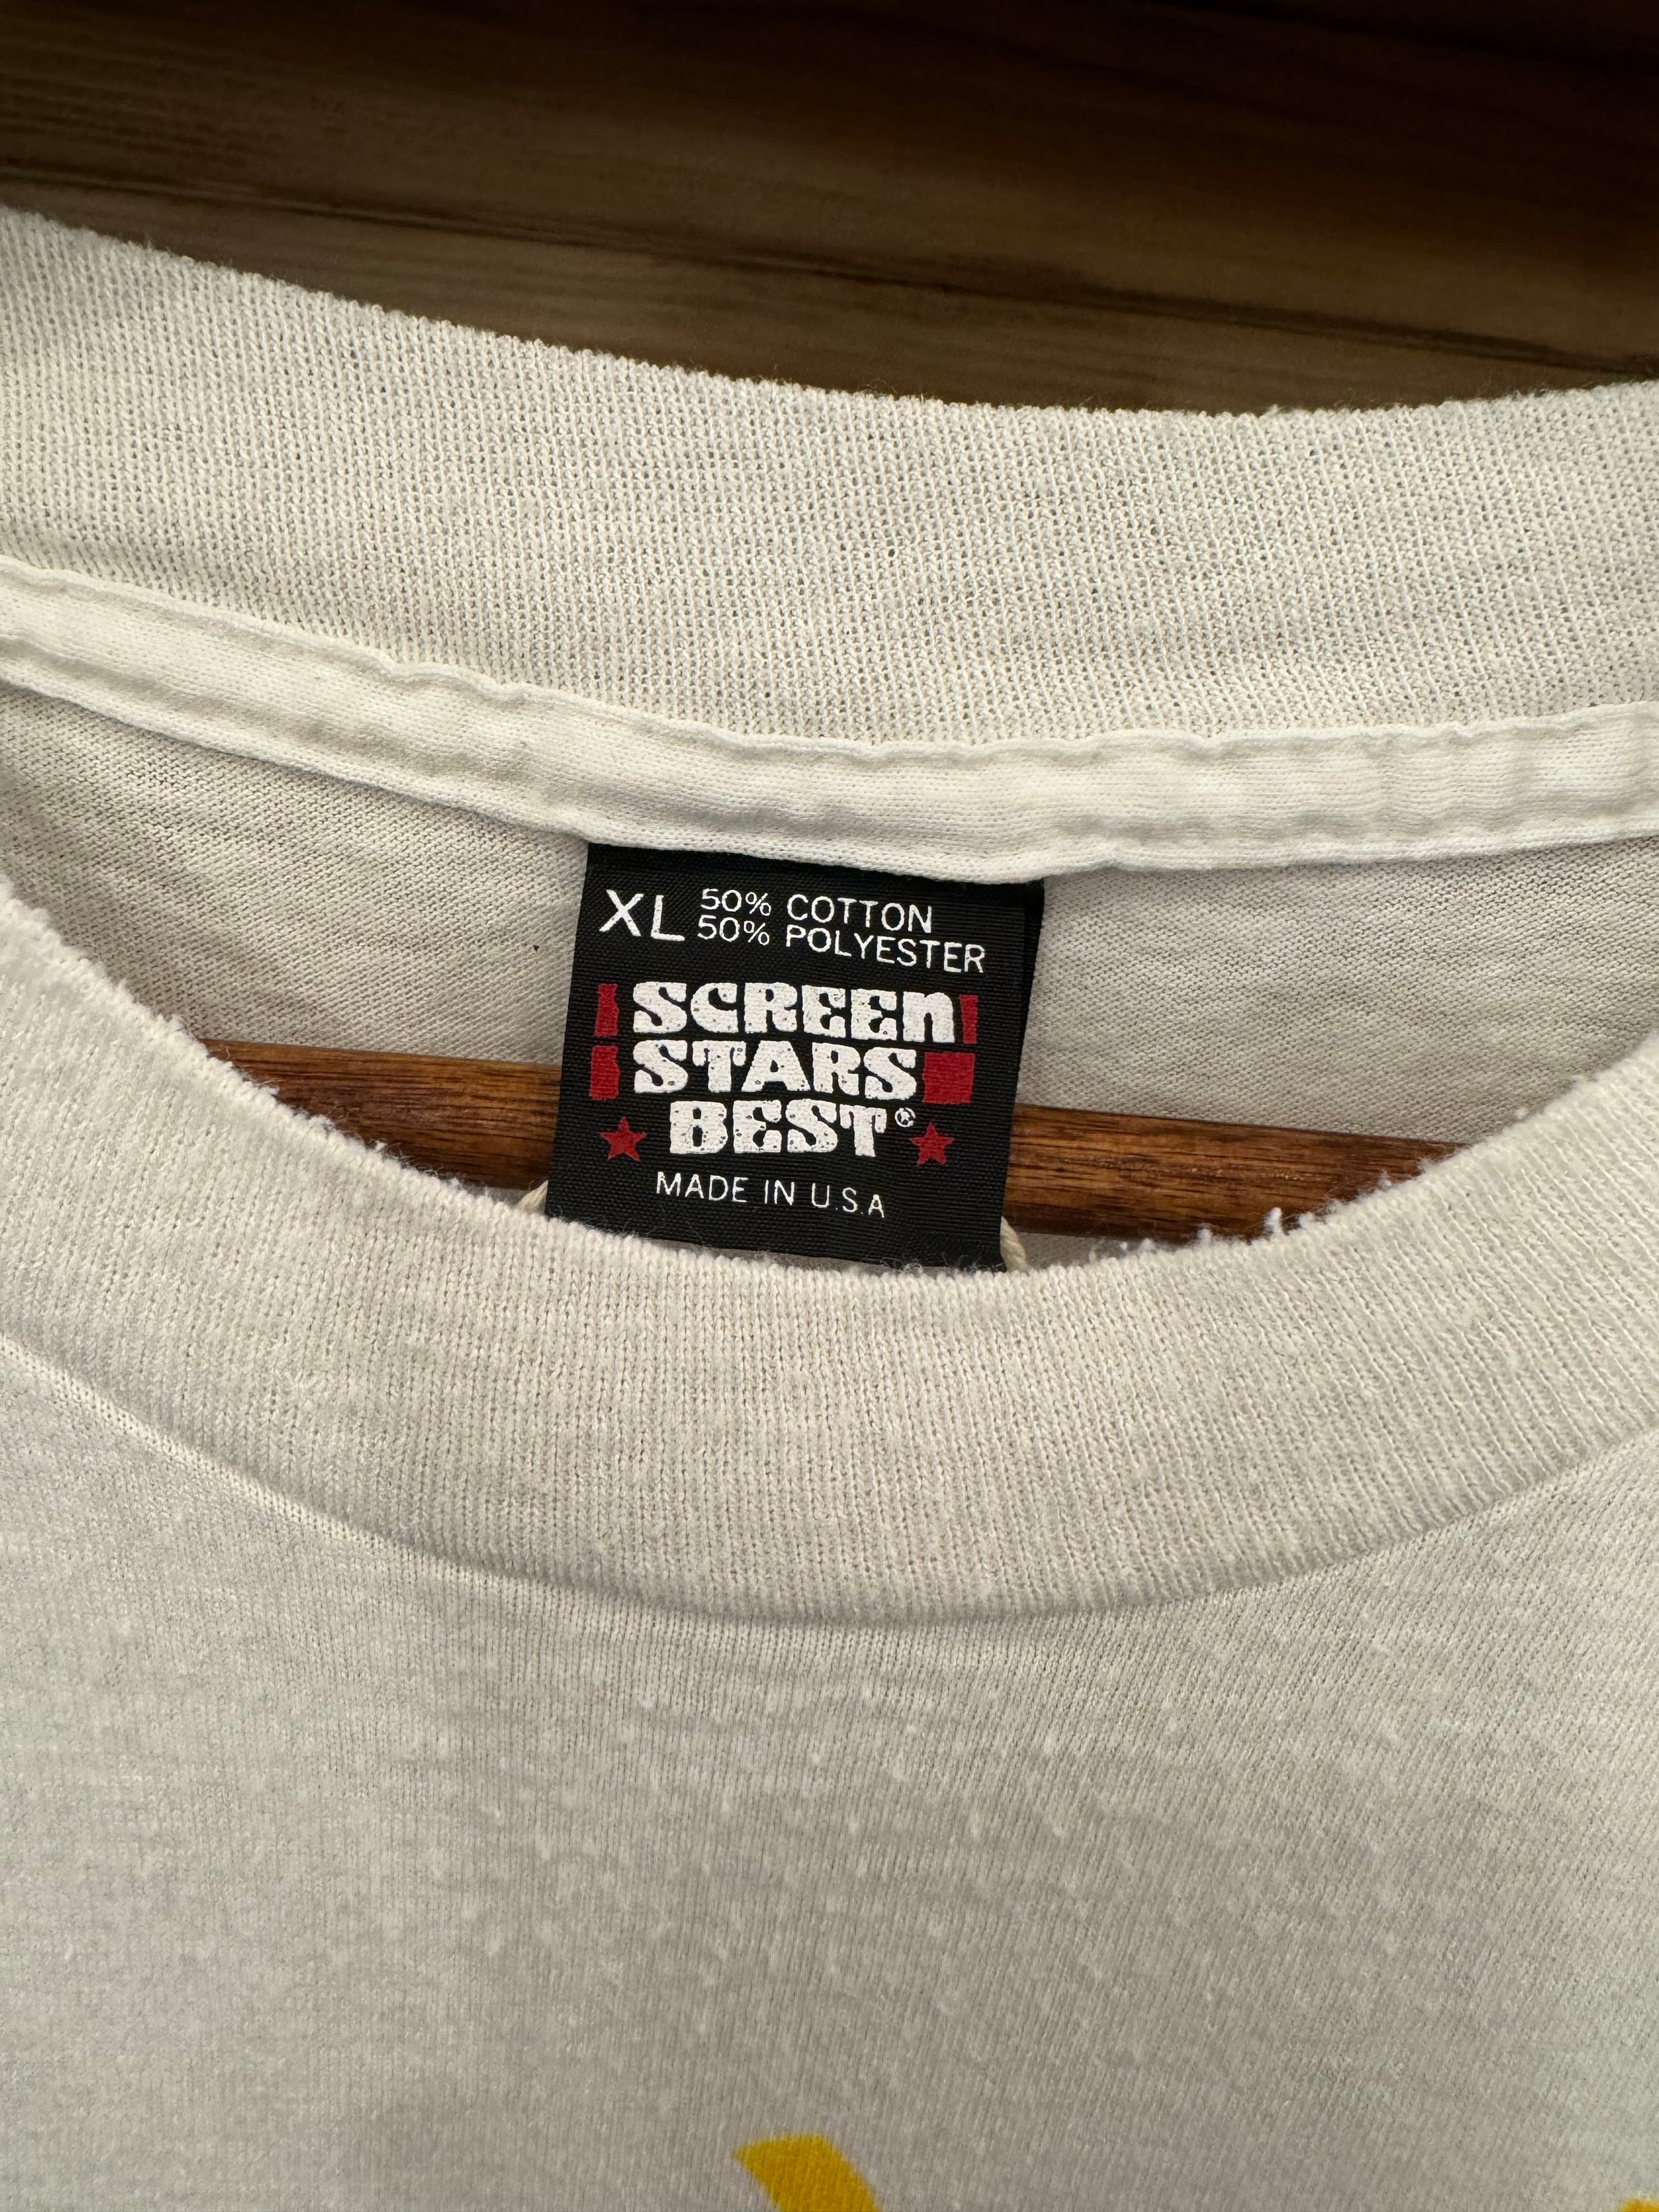 XL 50% COTTON
50% POLYESTER
SCREEn
STARS
BEST®
MADE IN U.S.A